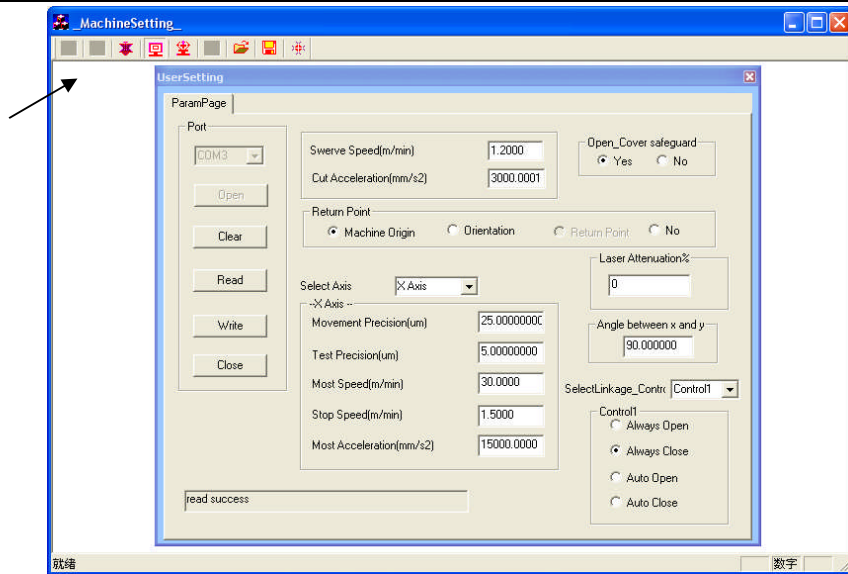 _MachineSetting_
UserSetting
ParamPage
Port
COM3
Open
Clear
Read
Write
Close
Swerve Speed(m/min) 1.2000
Cut Acceleration(mm/s2) 3000.0001
Open_Cover safeguard
Yes No
Return Point
Machine Origin Orientation Return Point No
Laser Attenuation%
0
Select Axis X Axis
--X Axis --
Movement Precision(um) 25.0000000
Test Precision(um) 5.00000000
Most Speed(m/min) 30.0000
Stop Speed(m/min) 1.5000
Most Acceleration(mm/s2) 15000.0000
Angle between x and y
90.000000
SelectLinkage_Contr Control1
Control1
Always Open
Always Close
Auto Open
Auto Close
read success
就绪 数字